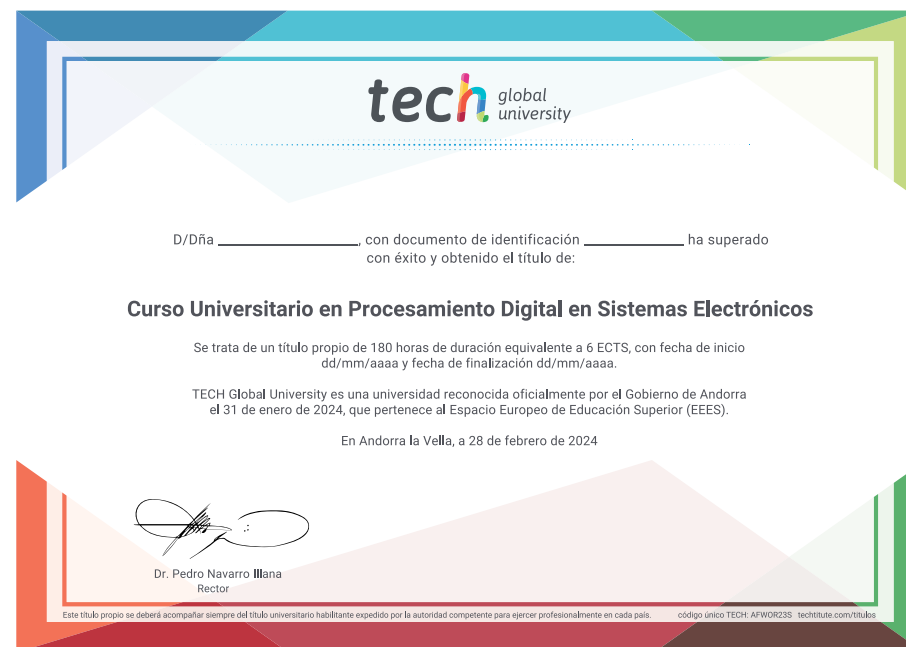 tech global
university
D/Dña ____________________, con documento de identificación ______________ ha superado
con éxito y obtenido el título de:
Curso Universitario en Procesamiento Digital en Sistemas Electrónicos
Se trata de un título propio de 180 horas de duración equivalente a 6 ECTS, con fecha de inicio
dd/mm/aaaa y fecha de finalización dd/mm/aaaa.
TECH Global University es una universidad reconocida oficialmente por el Gobierno de Andorra
el 31 de enero de 2024, que pertenece al Espacio Europeo de Educación Superior (EEES).
En Andorra la Vella, a 28 de febrero de 2024
Dr. Pedro Navarro Illana
Rector
Este título propio se deberá acompañar siempre del título universitario habilitante expedido por la autoridad competente para ejercer profesionalmente en cada país. código único TECH: AFWOR23S techtitute.com/titulos